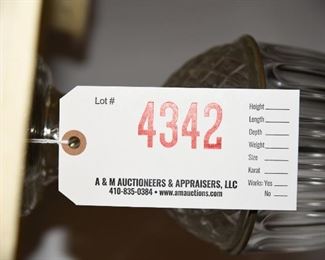 Lot #
4342
Height
Length
Depth
Weight
Size
Karat
Works: Yes
No
A & M AUCTIONEERS & APPRAISERS, LLC
410-835-0384 • www.amauctions.com